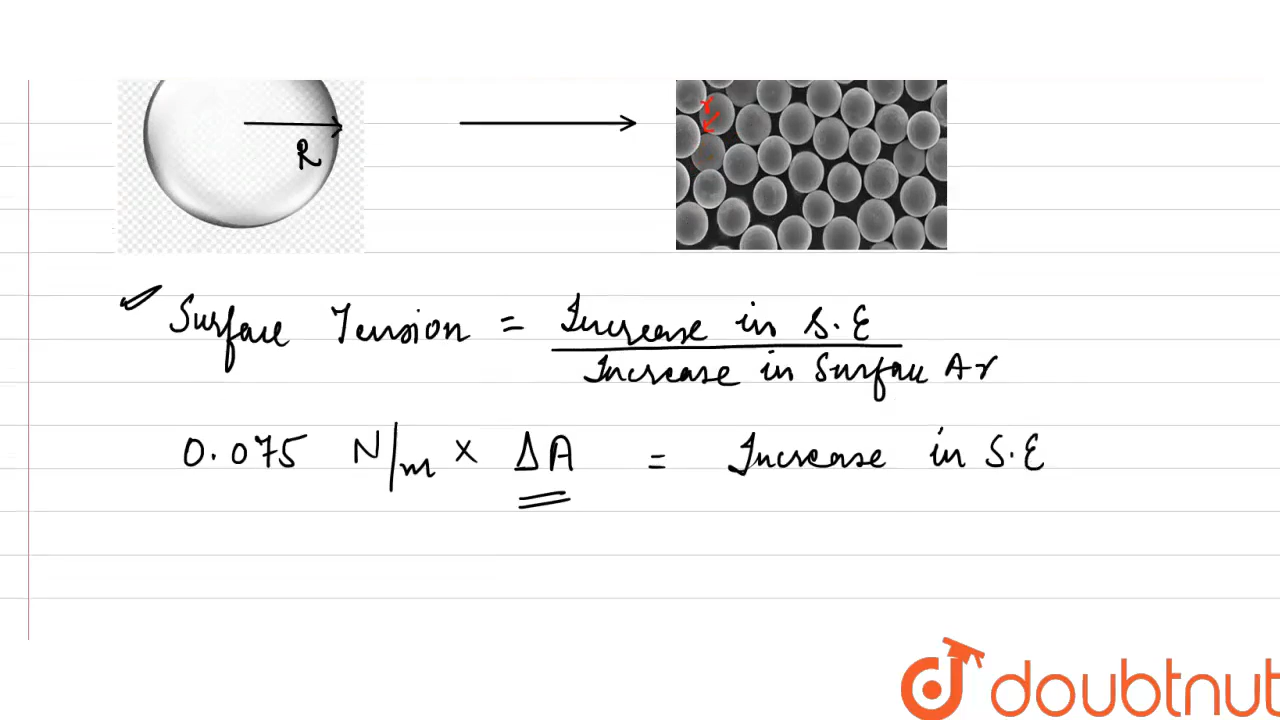 R
r
Surface Tension = Increase in S.E
Increase in Surface Ar
0.075 N/m × ΔA = Increase in S.E
doubtnut